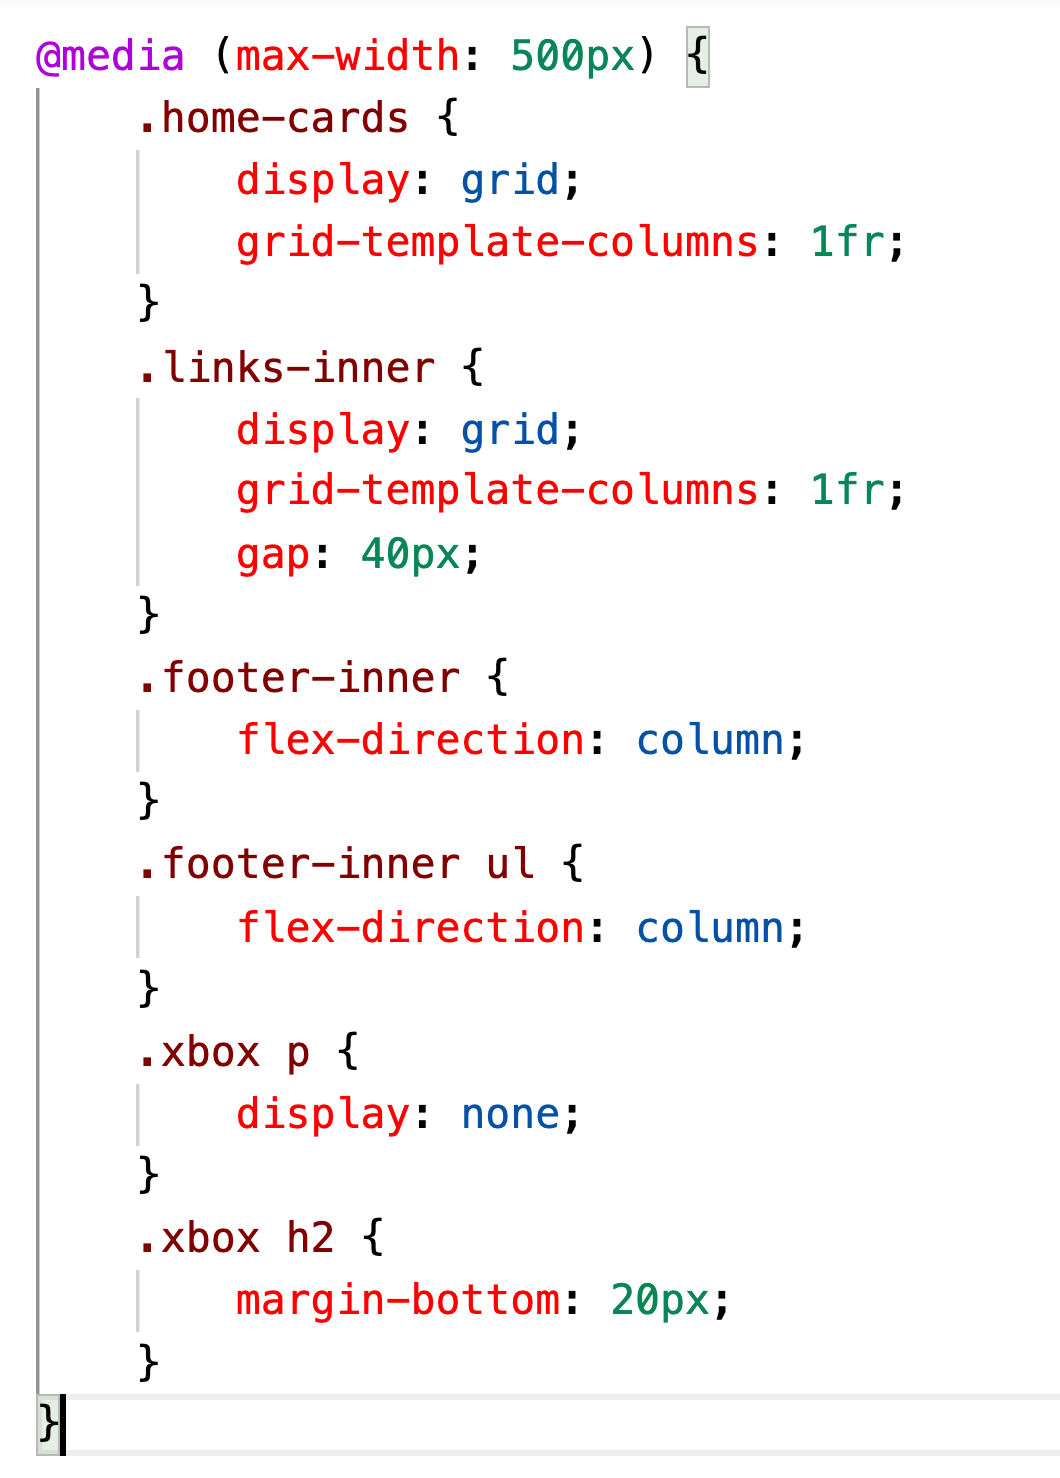 @media (max-width: 500px) {
    .home-cards {
        display: grid;
        grid-template-columns: 1fr;
    }
    .links-inner {
        display: grid;
        grid-template-columns: 1fr;
        gap: 40px;
    }
    .footer-inner {
        flex-direction: column;
    }
    .footer-inner ul {
        flex-direction: column;
    }
    .xbox p {
        display: none;
    }
    .xbox h2 {
        margin-bottom: 20px;
    }
}